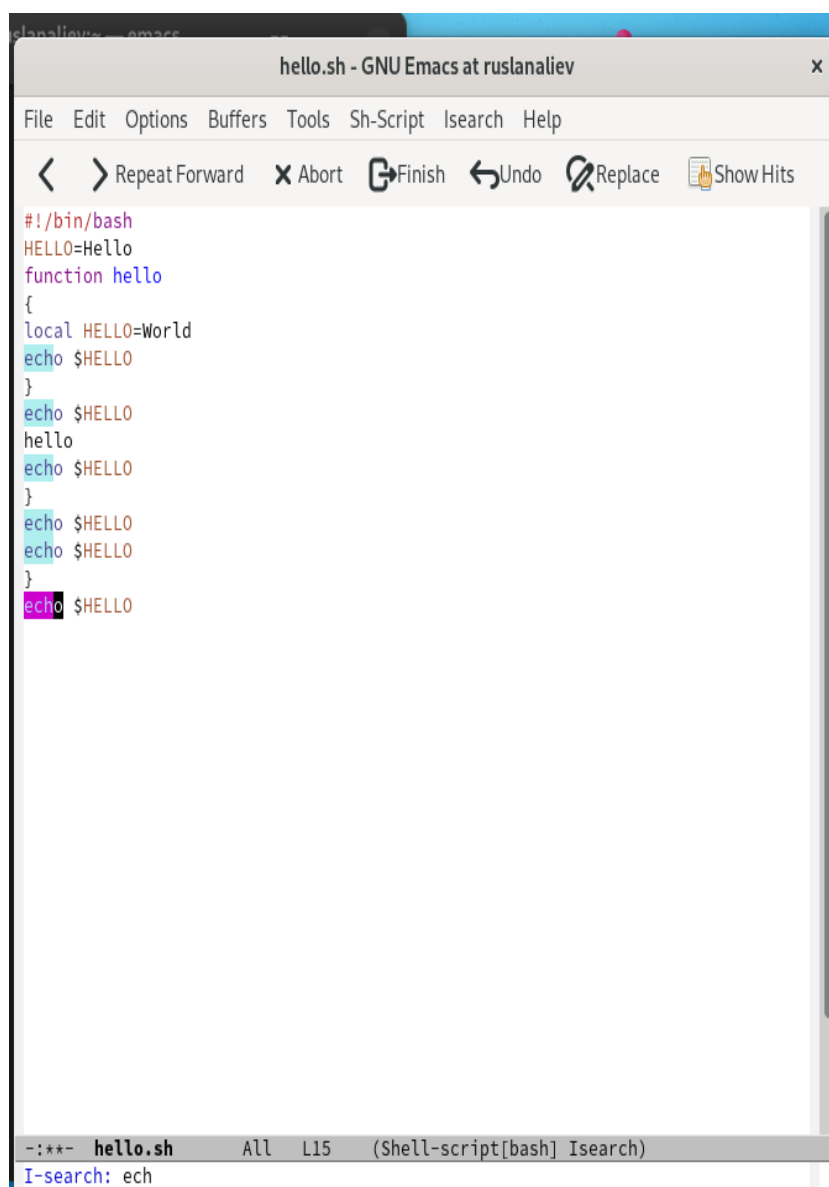 ruslanaliev:~ — emacs
hello.sh - GNU Emacs at ruslanaliev ×
File Edit Options Buffers Tools Sh-Script Isearch Help
Repeat Forward Abort Finish Undo Replace Show Hits
#!/bin/bash
HELLO=Hello
function hello
{
local HELLO=World
echo $HELLO
}
echo $HELLO
hello
echo $HELLO
}
echo $HELLO
echo $HELLO
}
echo $HELLO
-:**- hello.sh All L15 (Shell-script[bash] Isearch)
I-search: ech